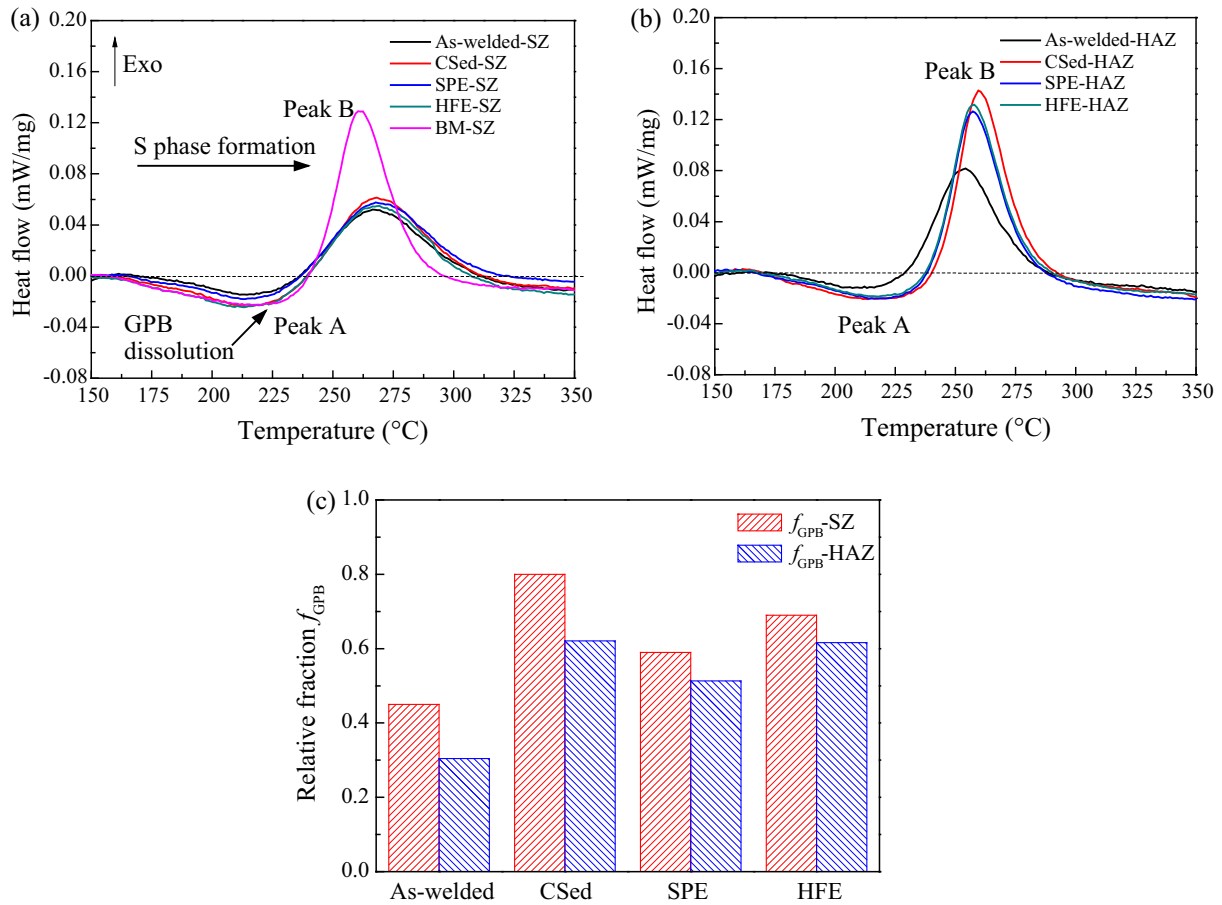 (a)
0.20
0.16
0.12
0.08
0.04
0.00
-0.04
-0.08
Heat flow (mW/mg)
Exo
As-welded-SZ
CSed-SZ
SPE-SZ
HFE-SZ
BM-SZ
Peak B
S phase formation
GPB
dissolution
Peak A
150 175 200 225 250 275 300 325 350
Temperature (°C)
(b)
0.20
0.16
0.12
0.08
0.04
0.00
-0.04
-0.08
Heat flow (mW/mg)
As-welded-HAZ
CSed-HAZ
SPE-HAZ
HFE-HAZ
Peak B
Peak A
150 175 200 225 250 275 300 325 350
Temperature (°C)
(c)
1.0
0.8
0.6
0.4
0.2
0.0
Relative fraction fGPB
fGPB-SZ
fGPB-HAZ
As-welded CSed SPE HFE